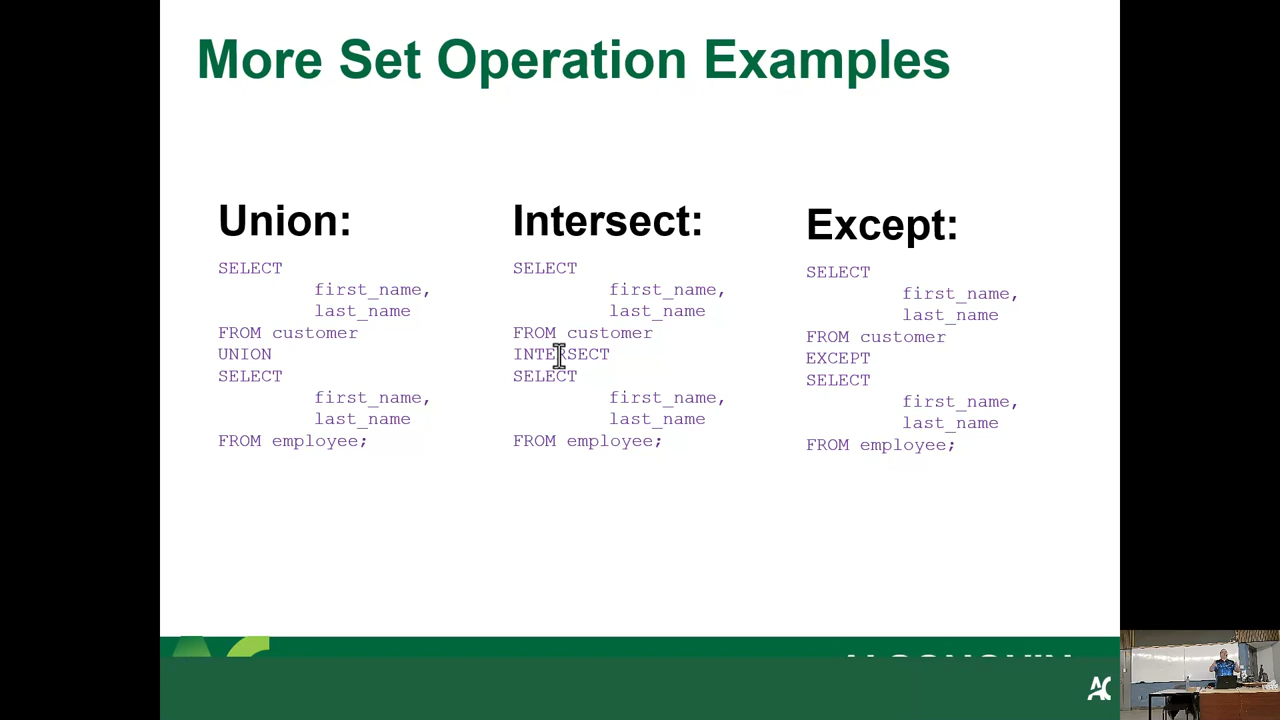 More Set Operation Examples
Union:
SELECT
first_name,
last_name
FROM customer
UNION
SELECT
first_name,
last_name
FROM employee;
Intersect:
SELECT
first_name,
last_name
FROM customer
INTERSECT
SELECT
first_name,
last_name
FROM employee;
Except:
SELECT
first_name,
last_name
FROM customer
EXCEPT
SELECT
first_name,
last_name
FROM employee;